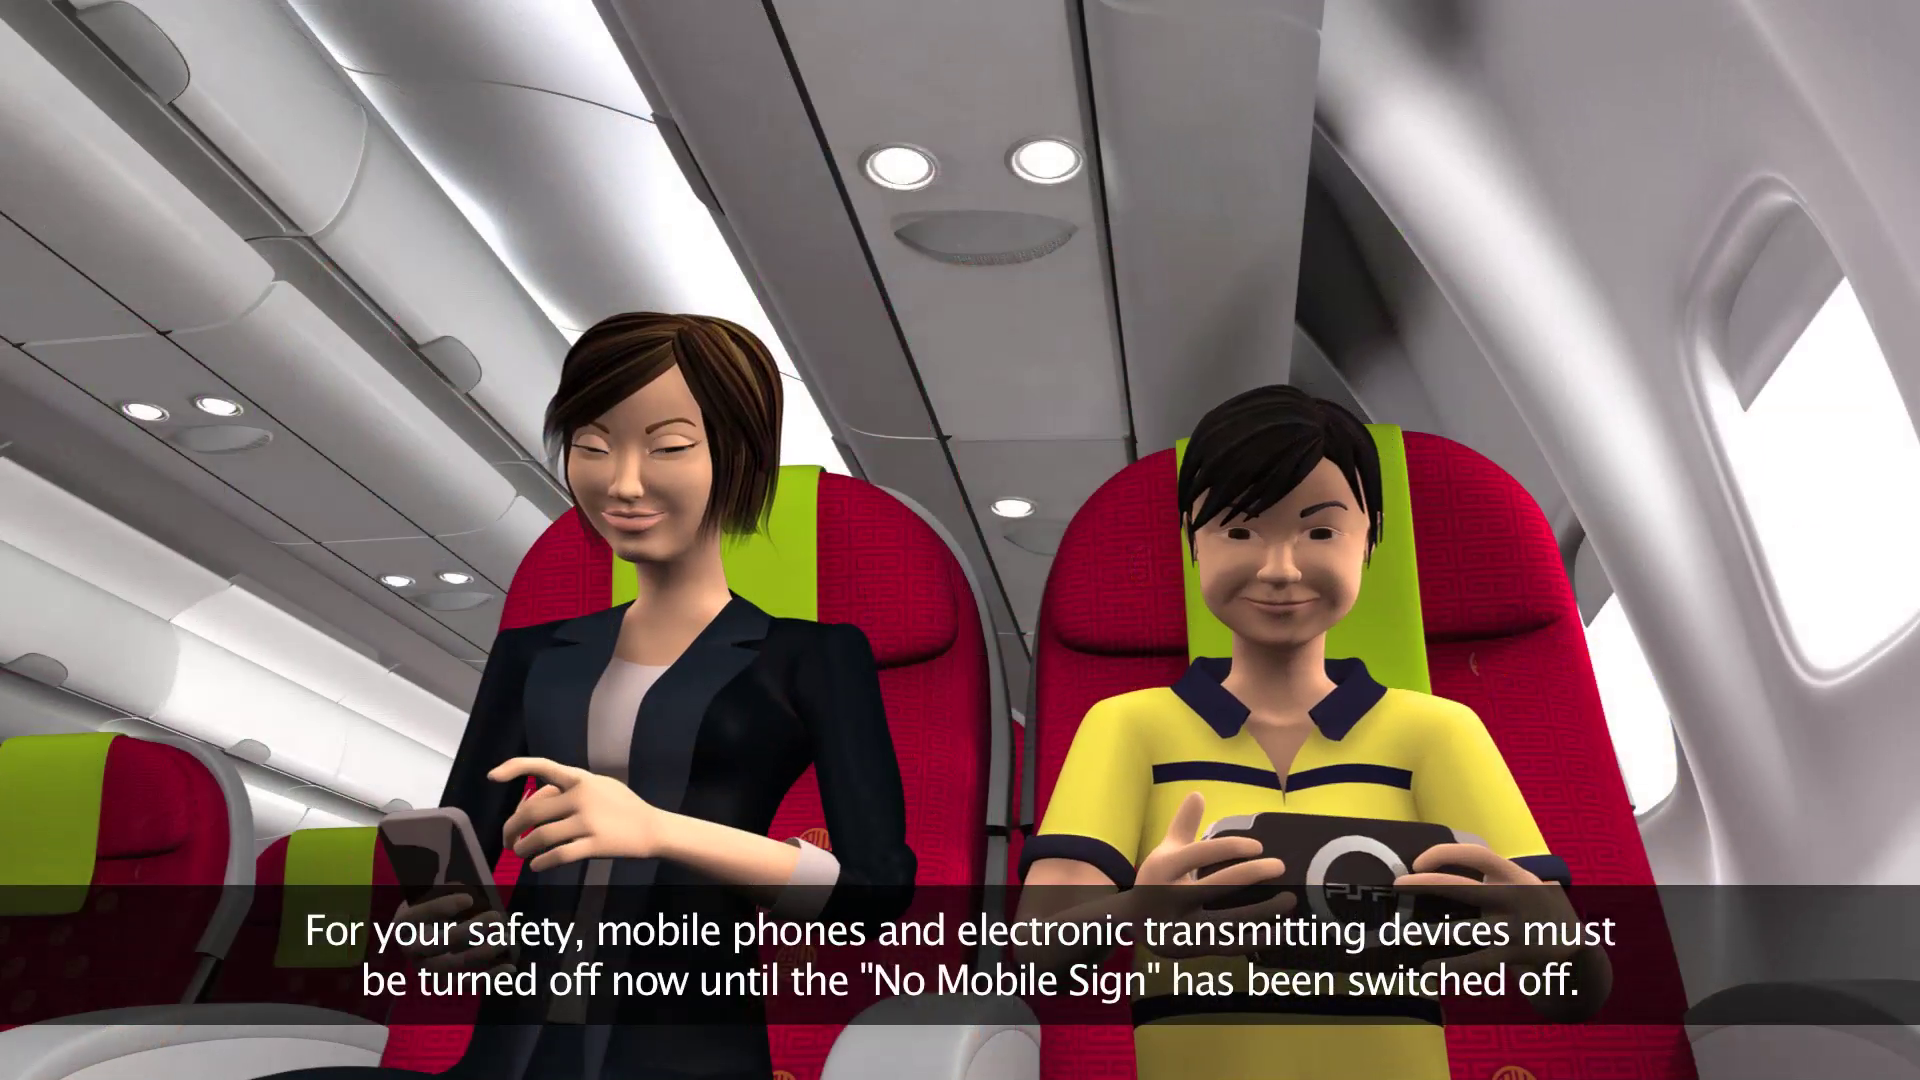 PSP
For your safety, mobile phones and electronic transmitting devices must
be turned off now until the "No Mobile Sign" has been switched off.